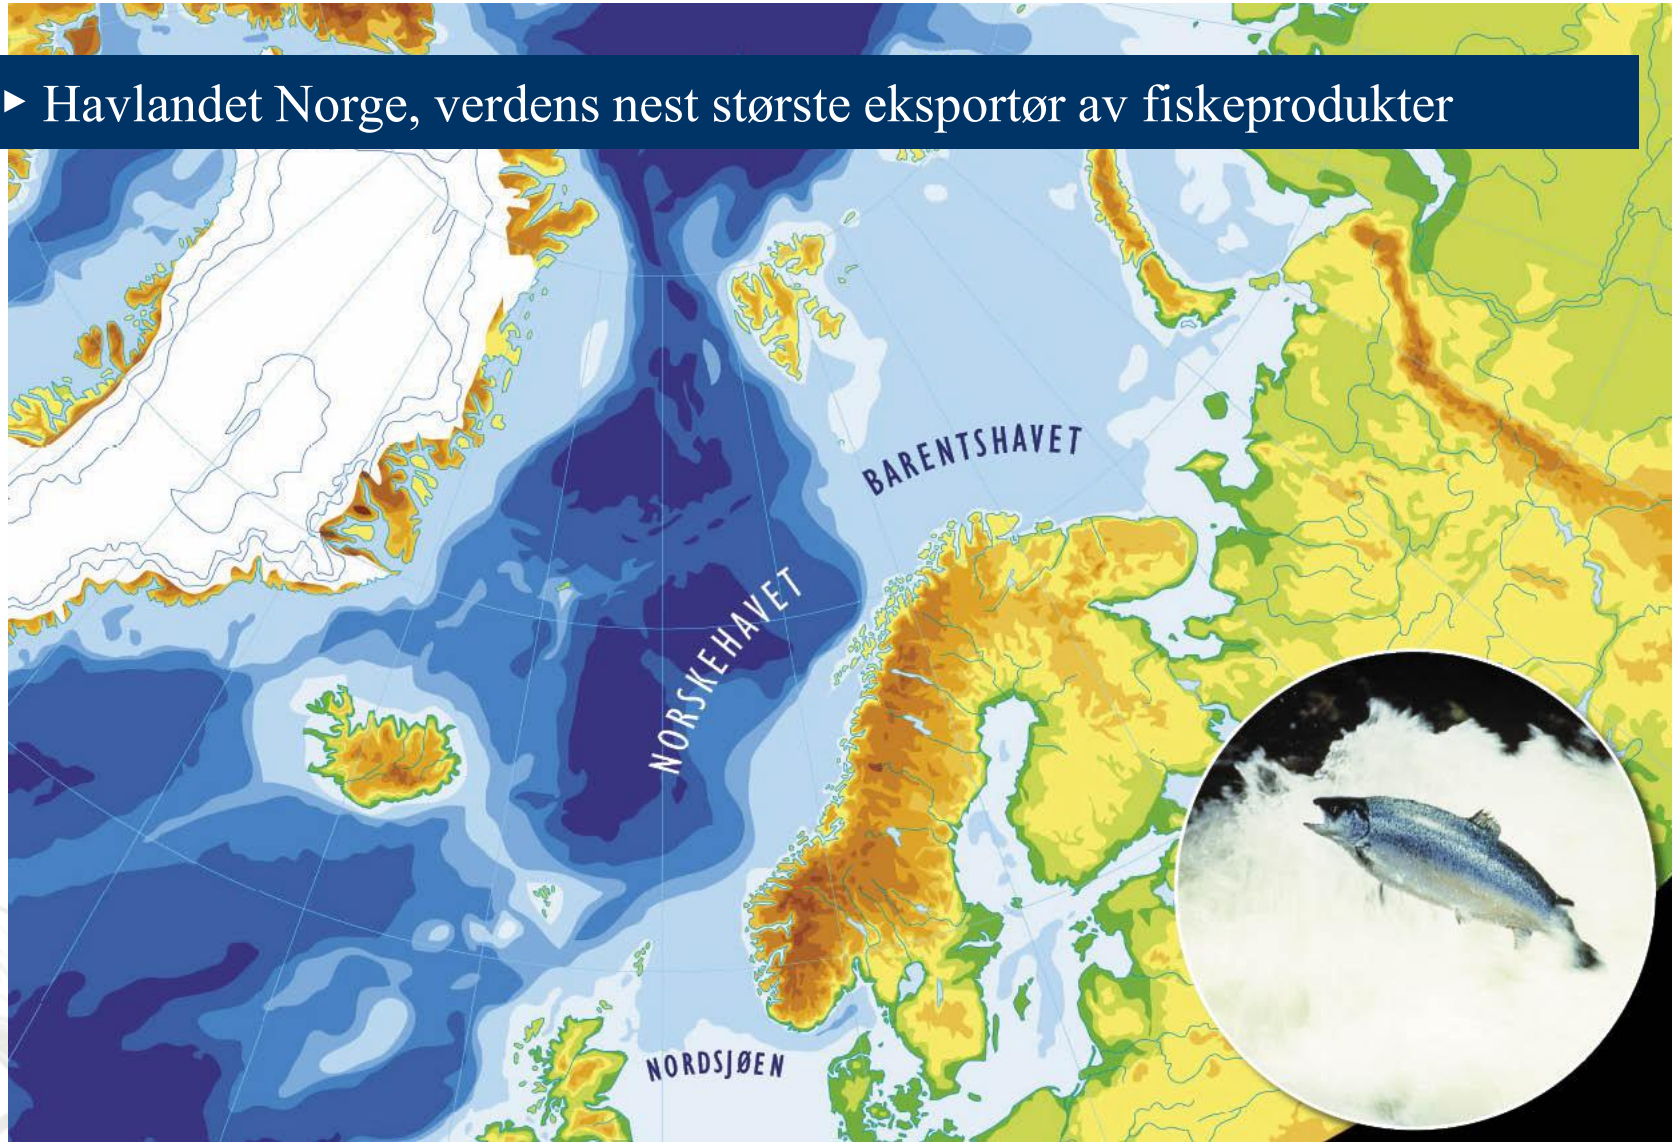 ► Havlandet Norge, verdens nest største eksportør av fiskeprodukter
BARENTSHAVET
NORSKEHAVET
NORDSJØEN